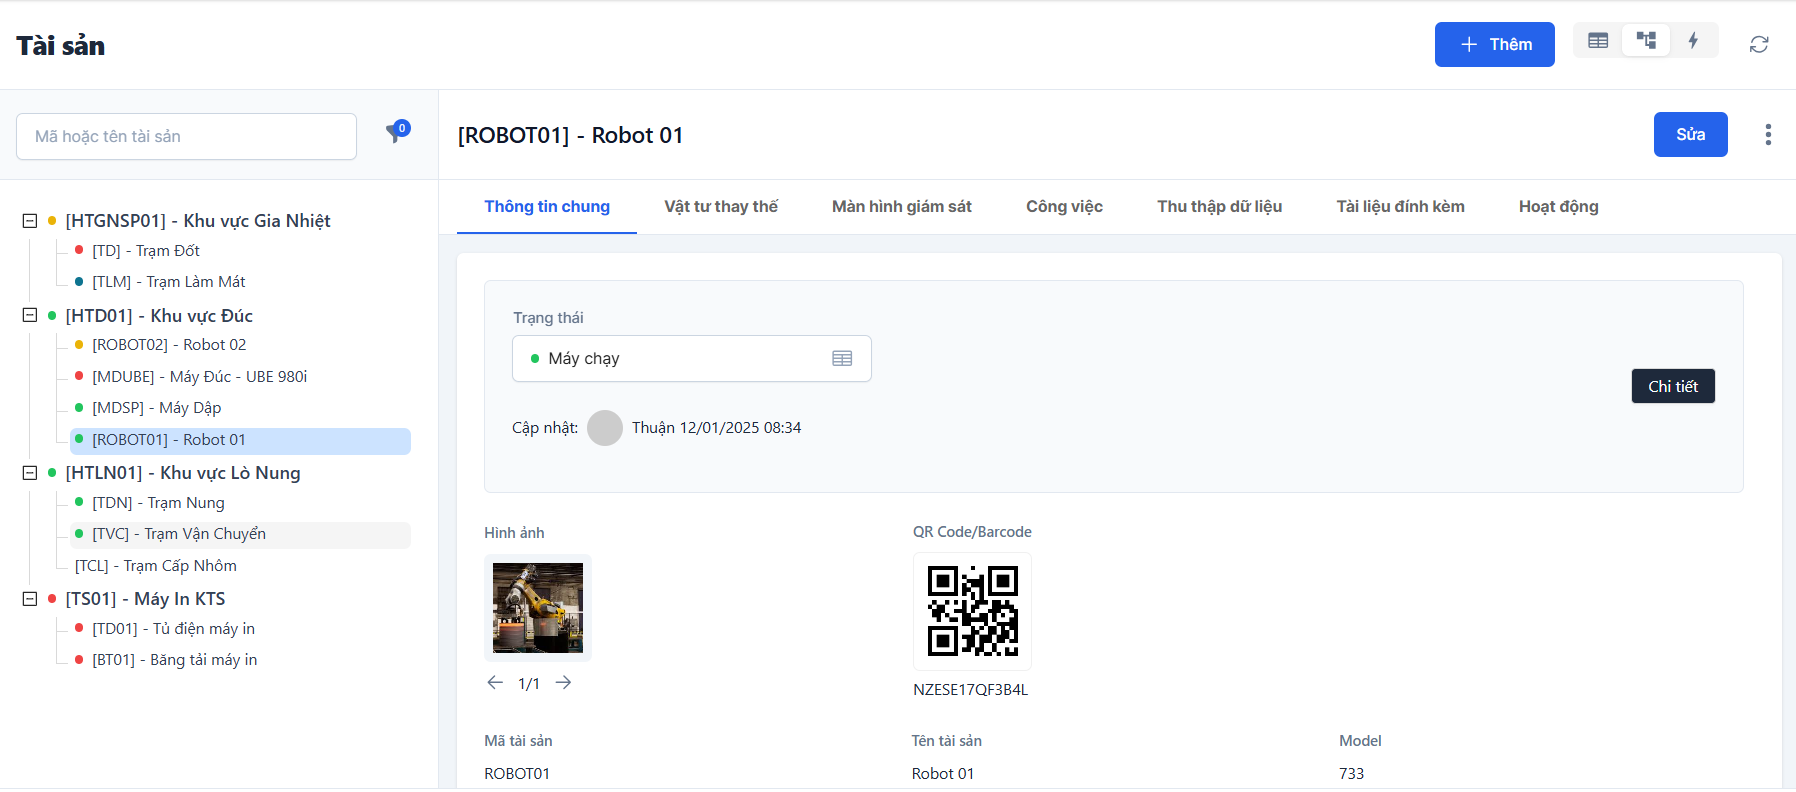 Tài sản
Thêm
Mã hoặc tên tài sản
0
[HTGNSP01] - Khu vực Gia Nhiệt
[TD] - Trạm Đốt
[TLM] - Trạm Làm Mát
[HTD01] - Khu vực Đúc
[ROBOT02] - Robot 02
[MDUBE] - Máy Đúc - UBE 980i
[MDSP] - Máy Dập
[ROBOT01] - Robot 01
[HTLN01] - Khu vực Lò Nung
[TDN] - Trạm Nung
[TVC] - Trạm Vận Chuyển
[TCL] - Trạm Cấp Nhôm
[TS01] - Máy In KTS
[TD01] - Tủ điện máy in
[BT01] - Băng tải máy in
[ROBOT01] - Robot 01
Sửa
Thông tin chung Vật tư thay thế Màn hình giám sát Công việc Thu thập dữ liệu Tài liệu đính kèm Hoạt động
Trạng thái
Máy chạy
Chi tiết
Cập nhật: Thuận 12/01/2025 08:34
Hình ảnh QR Code/Barcode
1/1
NZESE17QF3B4L
Mã tài sản Tên tài sản Model
ROBOT01 Robot 01 733